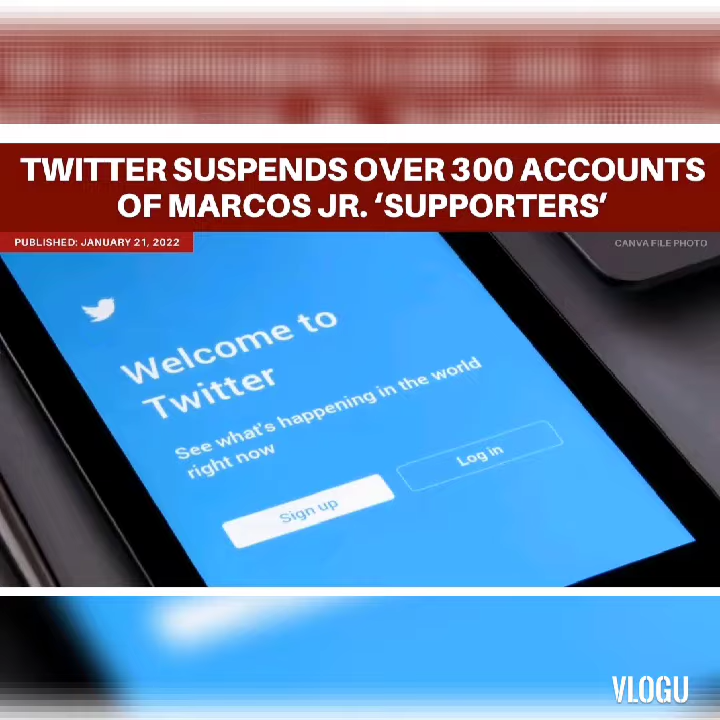 TWITTER SUSPENDS OVER 300 ACCOUNTS
OF MARCOS JR. ‘SUPPORTERS’
PUBLISHED: JANUARY 21, 2022
CANVA FILE PHOTO
Welcome to
Twitter
See what's happening in the world
right now
Sign up
Log in
VLOGU